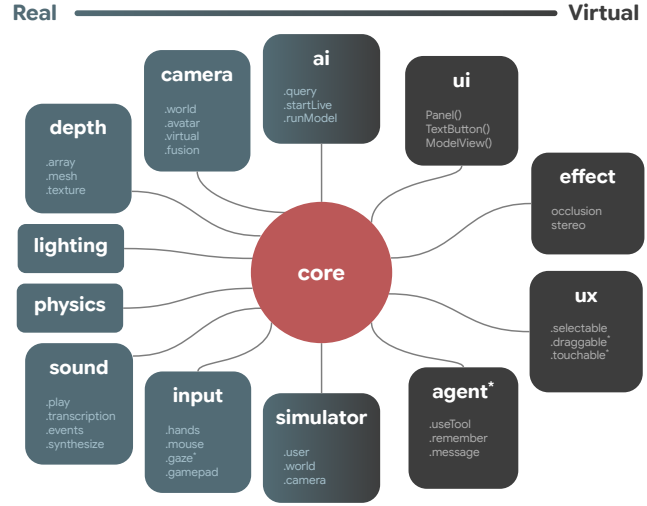 Real
Virtual
ai
.query
.startLive
.runModel
camera
.world
.avatar
.virtual
.fusion
ui
Panel()
TextButton()
ModelView()
depth
.array
.mesh
.texture
effect
occlusion
stereo
lighting
core
physics
ux
.selectable
.draggable*
.touchable*
sound
.play
.transcription
.events
.synthesize
input
.hands
.mouse
.gaze*
.gamepad
simulator
.user
.world
.camera
agent*
.useTool
.remember
.message